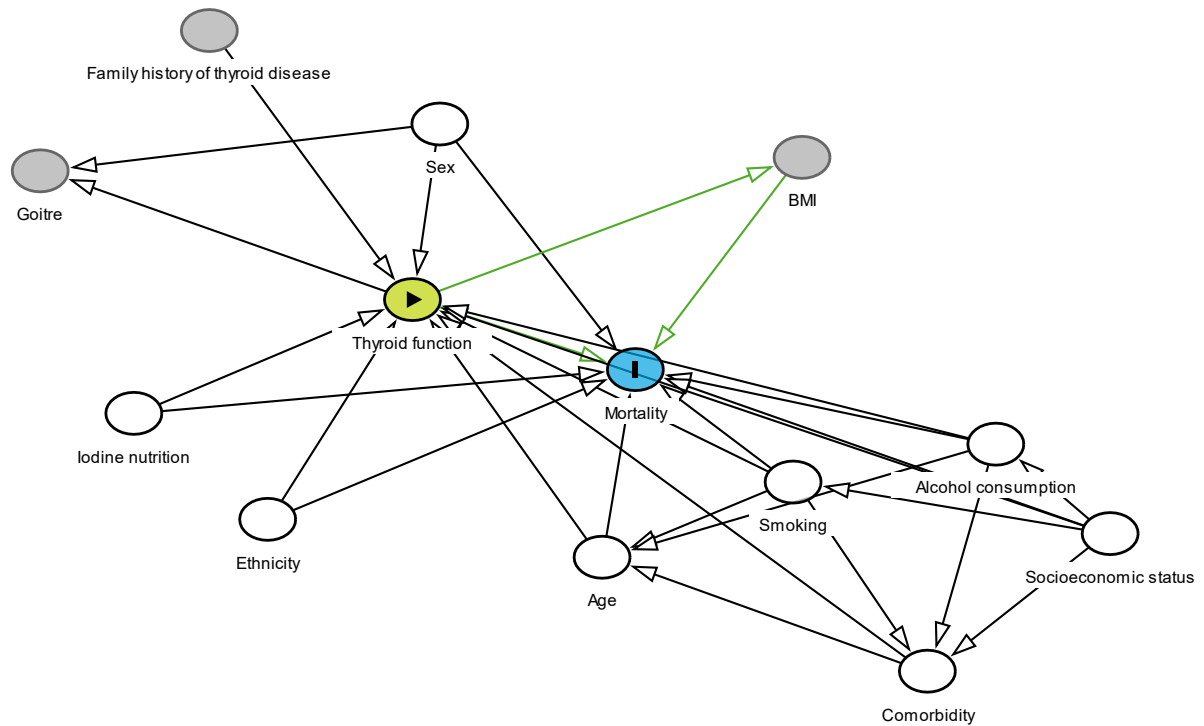 Family history of thyroid disease
Sex
BMI
Goitre
Thyroid function
Mortality
Iodine nutrition
Alcohol consumption
Smoking
Ethnicity
Socioeconomic status
Age
Comorbidity